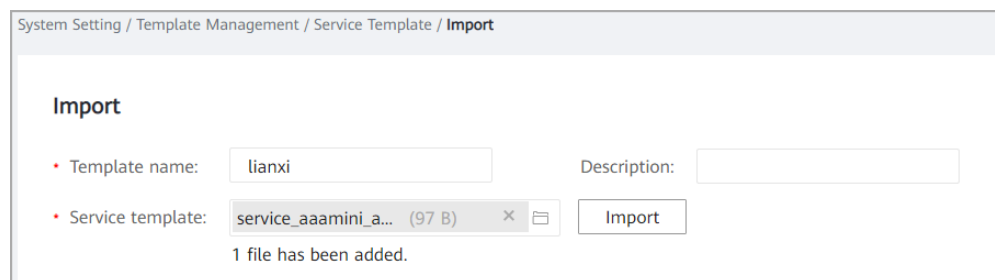 System Setting / Template Management / Service Template / Import
Import
* Template name: lianxi Description:
* Service template: service_aaamini_a... (97 B) × Import
1 file has been added.